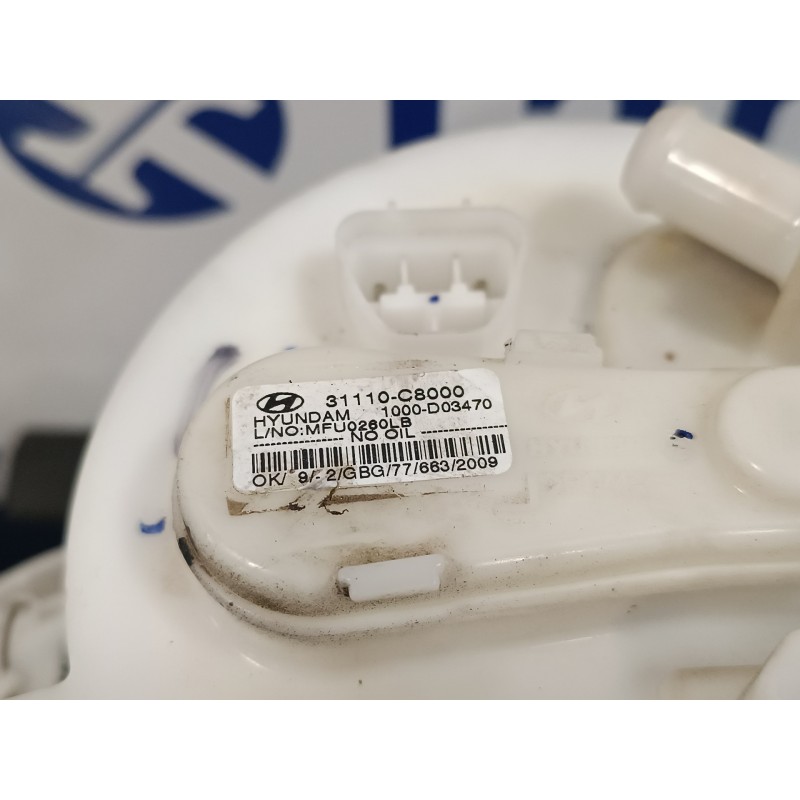 31110-C8000
HYUNDAM 1000-D03470
L/NO:MFU0260LB
NO OIL
OK/ 9/- 2/GBG/77/663/2009